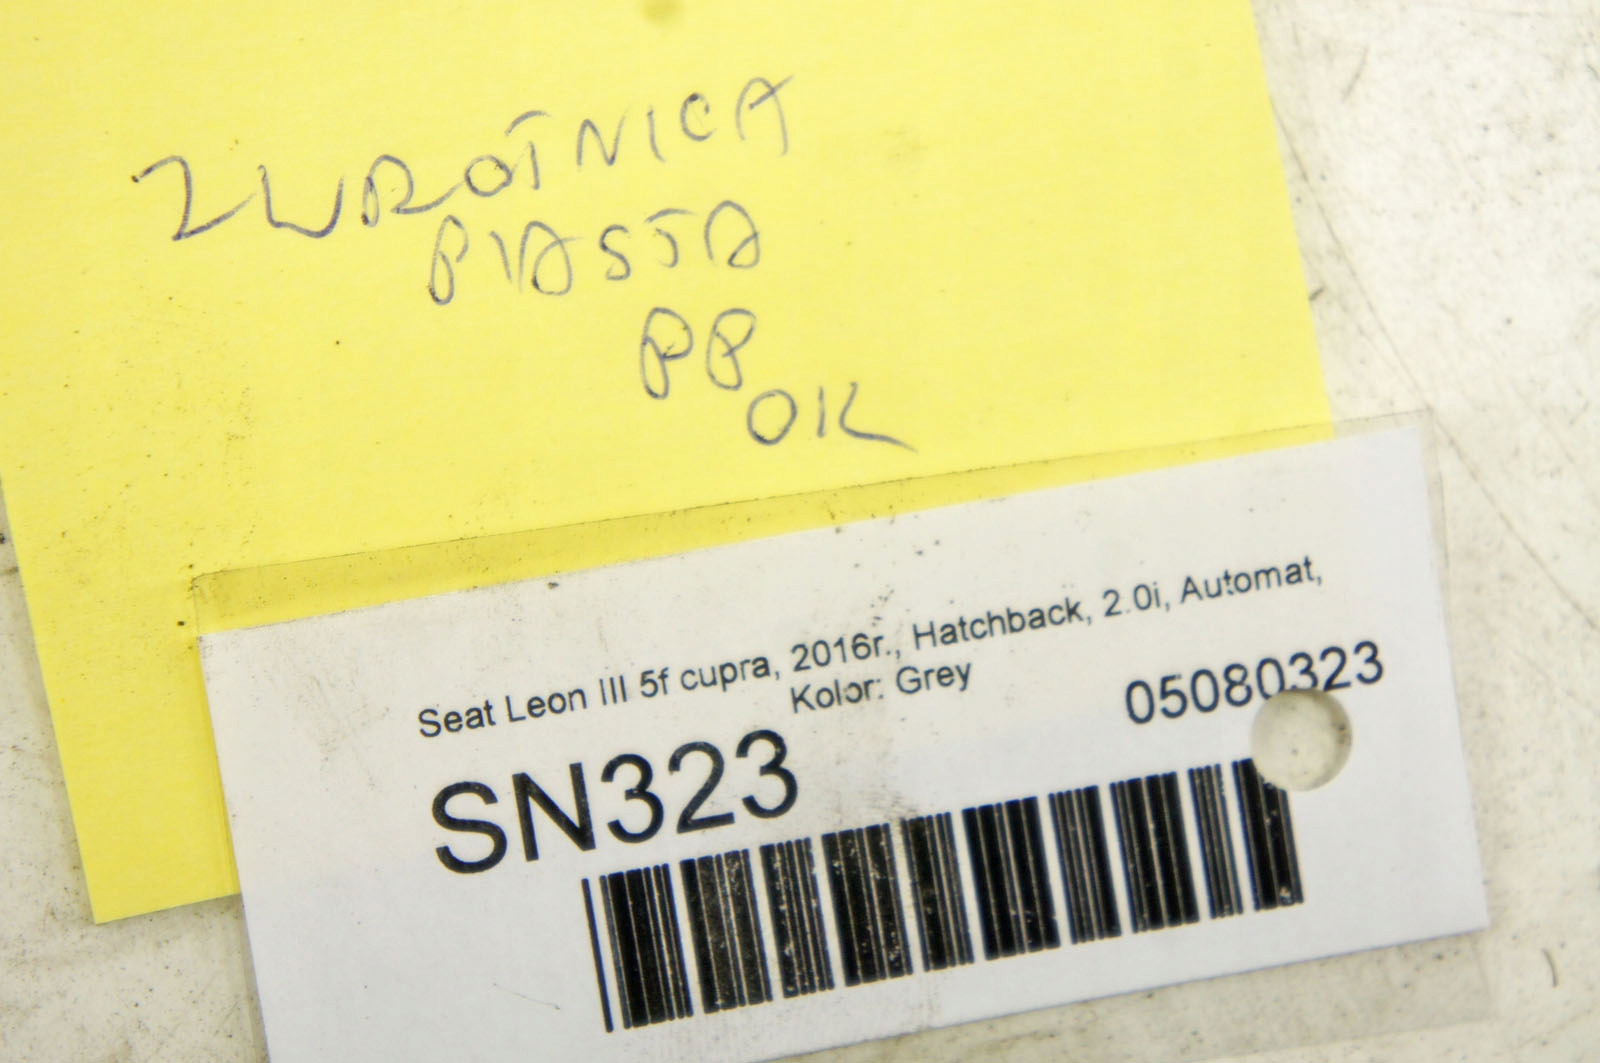 ZWROTNICA
PIASTA
PP
OK
Seat Leon III 5f cupra, 2016r., Hatchback, 2.0i, Automat,
Kolor: Grey
05080323
SN323